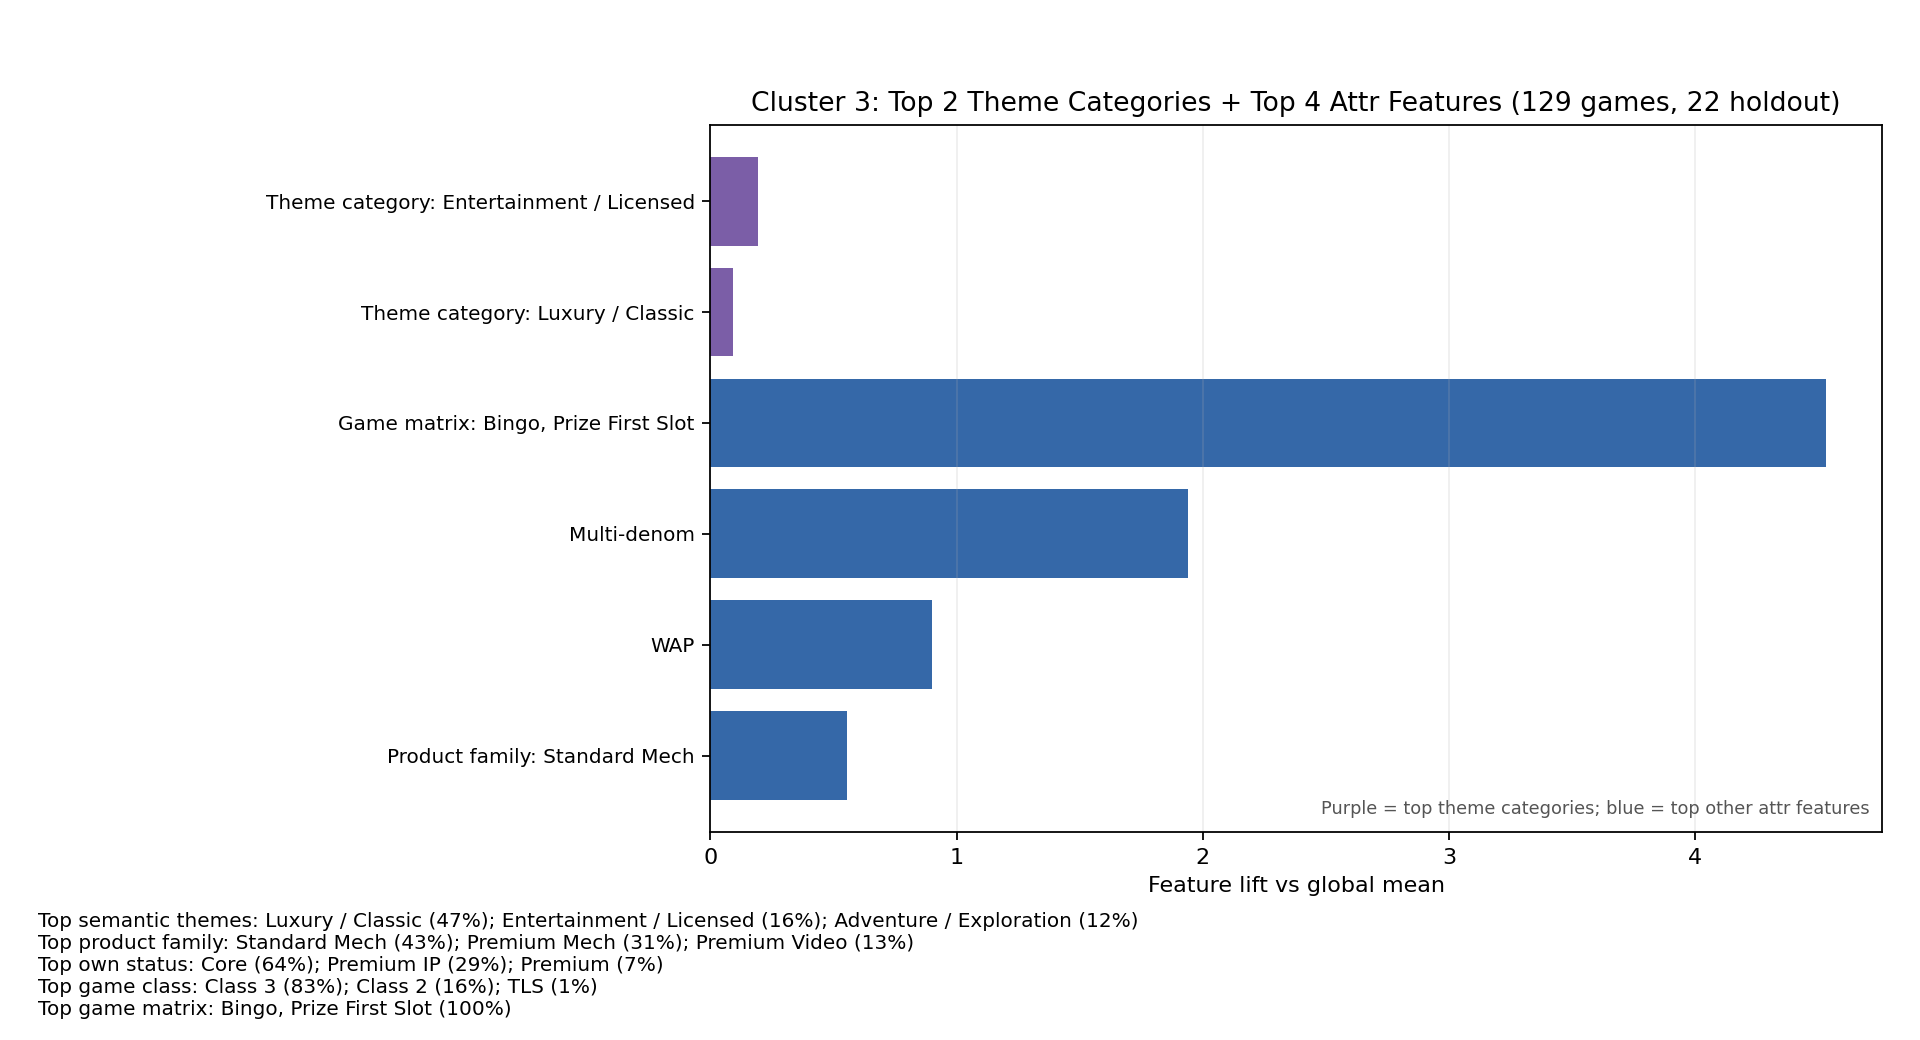 Cluster 3: Top 2 Theme Categories + Top 4 Attr Features (129 games, 22 holdout)
Theme category: Entertainment / Licensed
Theme category: Luxury / Classic
Game matrix: Bingo, Prize First Slot
Multi-denom
WAP
Product family: Standard Mech
Purple = top theme categories; blue = top other attr features
0 1 2 3 4
Feature lift vs global mean
Top semantic themes: Luxury / Classic (47%); Entertainment / Licensed (16%); Adventure / Exploration (12%)
Top product family: Standard Mech (43%); Premium Mech (31%); Premium Video (13%)
Top own status: Core (64%); Premium IP (29%); Premium (7%)
Top game class: Class 3 (83%); Class 2 (16%); TLS (1%)
Top game matrix: Bingo, Prize First Slot (100%)